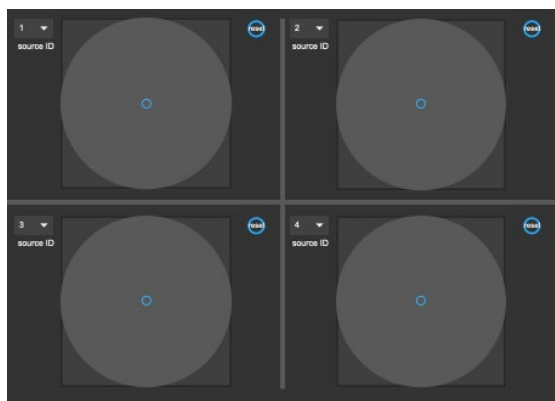 1
reset
source ID
2
reset
source ID
3
reset
source ID
4
reset
source ID